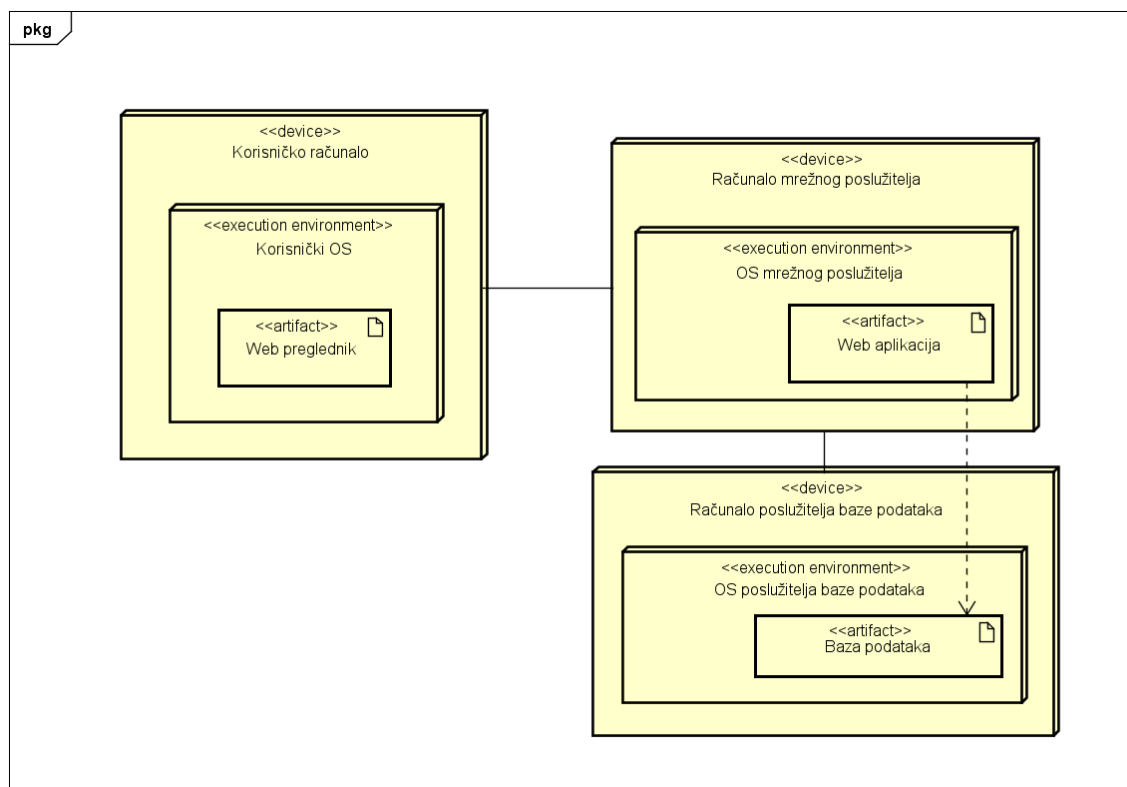 pkg
<<device>>
Korisničko računalo
<<execution environment>>
Korisnički OS
<<artifact>>
Web preglednik
<<device>>
Računalo mrežnog poslužitelja
<<execution environment>>
OS mrežnog poslužitelja
<<artifact>>
Web aplikacija
<<device>>
Računalo poslužitelja baze podataka
<<execution environment>>
OS poslužitelja baze podataka
<<artifact>>
Baza podataka